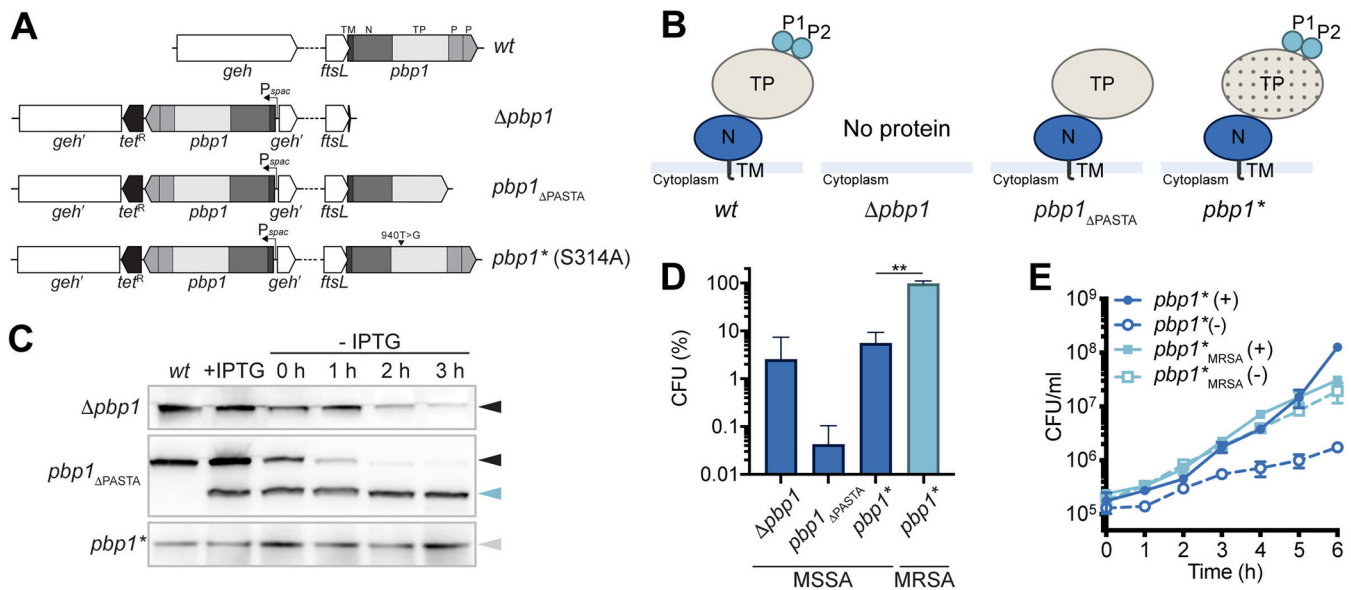 A
TM N TP P P
geh
ftsL
pbp1
wt
Pspac
geh′
tetR
pbp1
geh′
ftsL
Δpbp1
Pspac
geh′
tetR
pbp1
geh′
ftsL
pbp1ΔPASTA
Pspac
940T>G
geh′
tetR
pbp1
geh′
ftsL
pbp1* (S314A)
B
P1
P2
TP
N
TM
Cytoplasm
wt
No protein
Cytoplasm
Δpbp1
TP
N
TM
Cytoplasm
pbp1ΔPASTA
P1
P2
TP
N
TM
Cytoplasm
pbp1*
C
- IPTG
wt +IPTG 0 h 1 h 2 h 3 h
Δpbp1
pbp1ΔPASTA
pbp1*
D
**
CFU (%)
100
10
1
0.1
0.01
Δpbp1
pbp1ΔPASTA
pbp1*
pbp1*
MSSA
MRSA
E
pbp1* (+)
pbp1*(-)
pbp1*MRSA (+)
pbp1*MRSA (-)
CFU/ml
10⁹
10⁸
10⁷
10⁶
10⁵
0 1 2 3 4 5 6
Time (h)